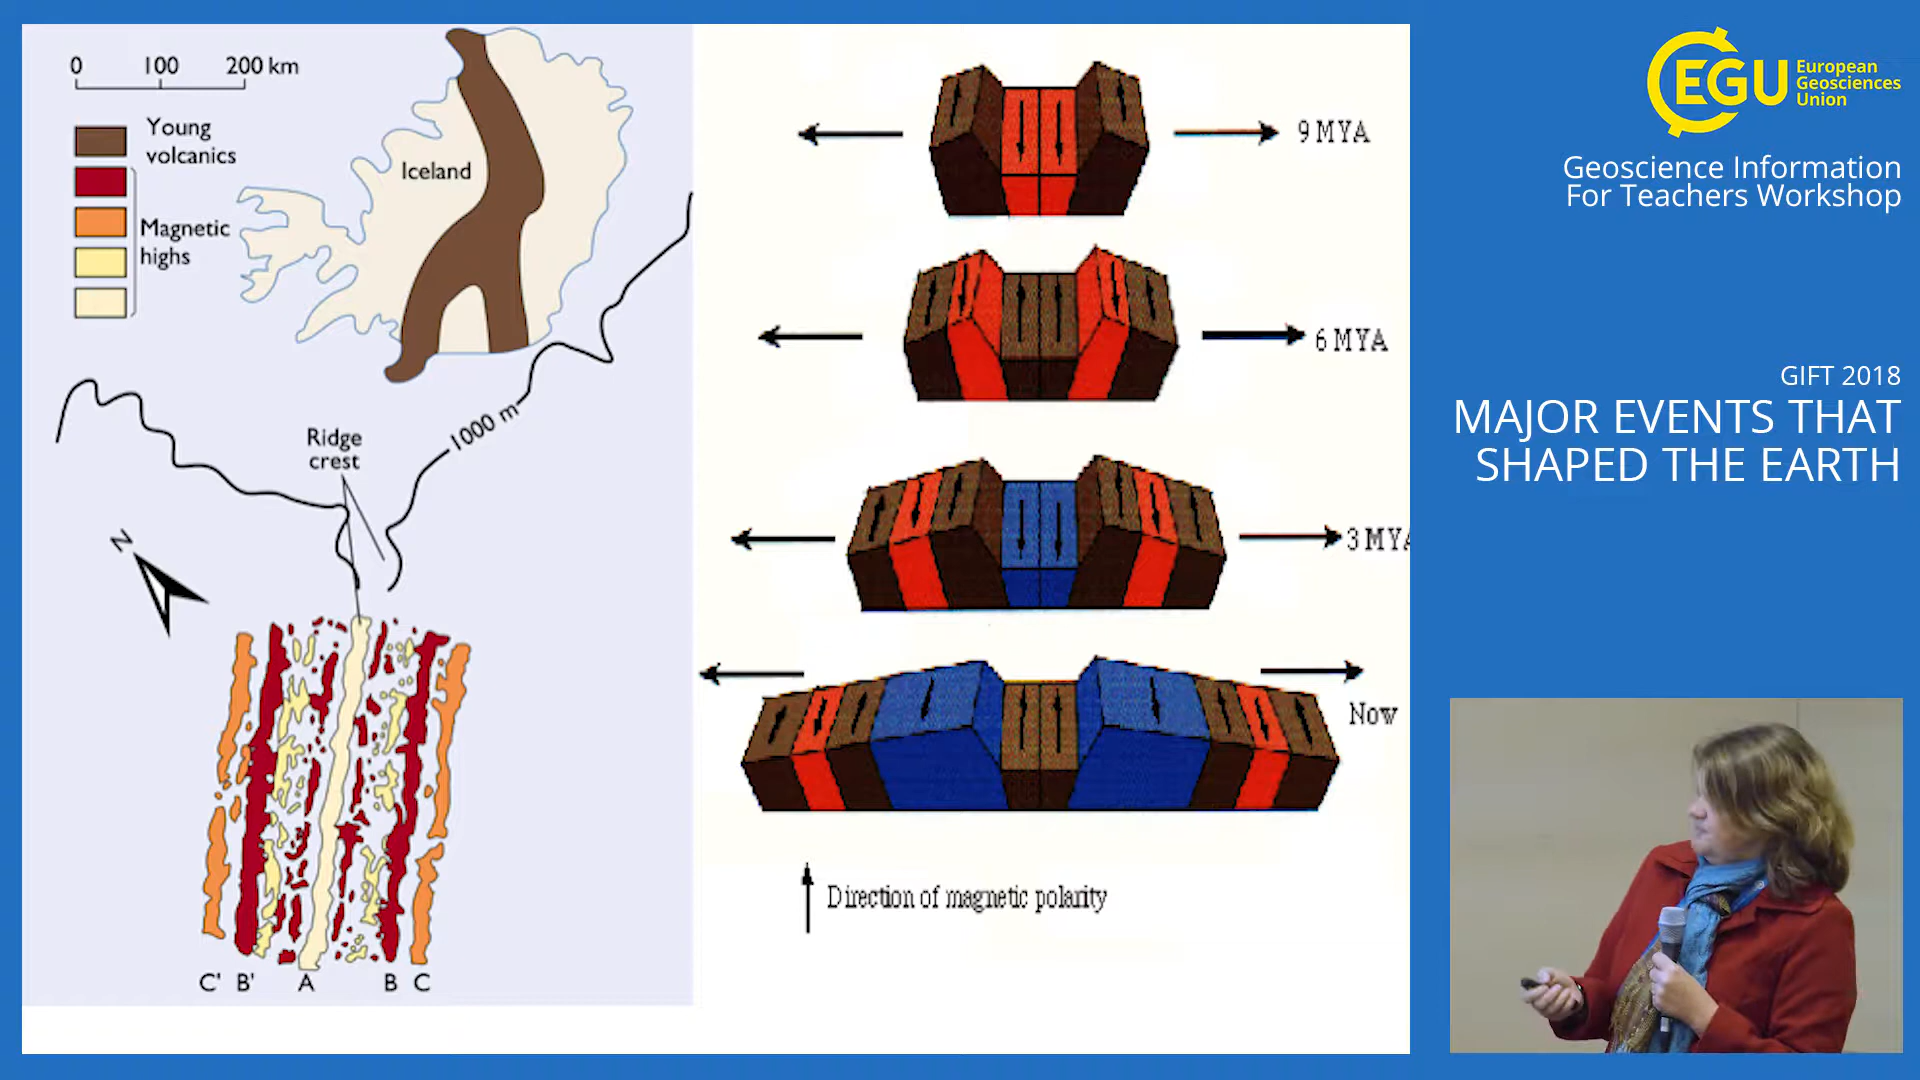 0 100 200 km
Young
volcanics
Magnetic
highs
Iceland
Ridge
crest
1000 m
N
C' B' A B C
9 MYA
6 MYA
3 MYA
Now
Direction of magnetic polarity
EGU European
Geosciences
Union
Geoscience Information
For Teachers Workshop
GIFT 2018
MAJOR EVENTS THAT
SHAPED THE EARTH